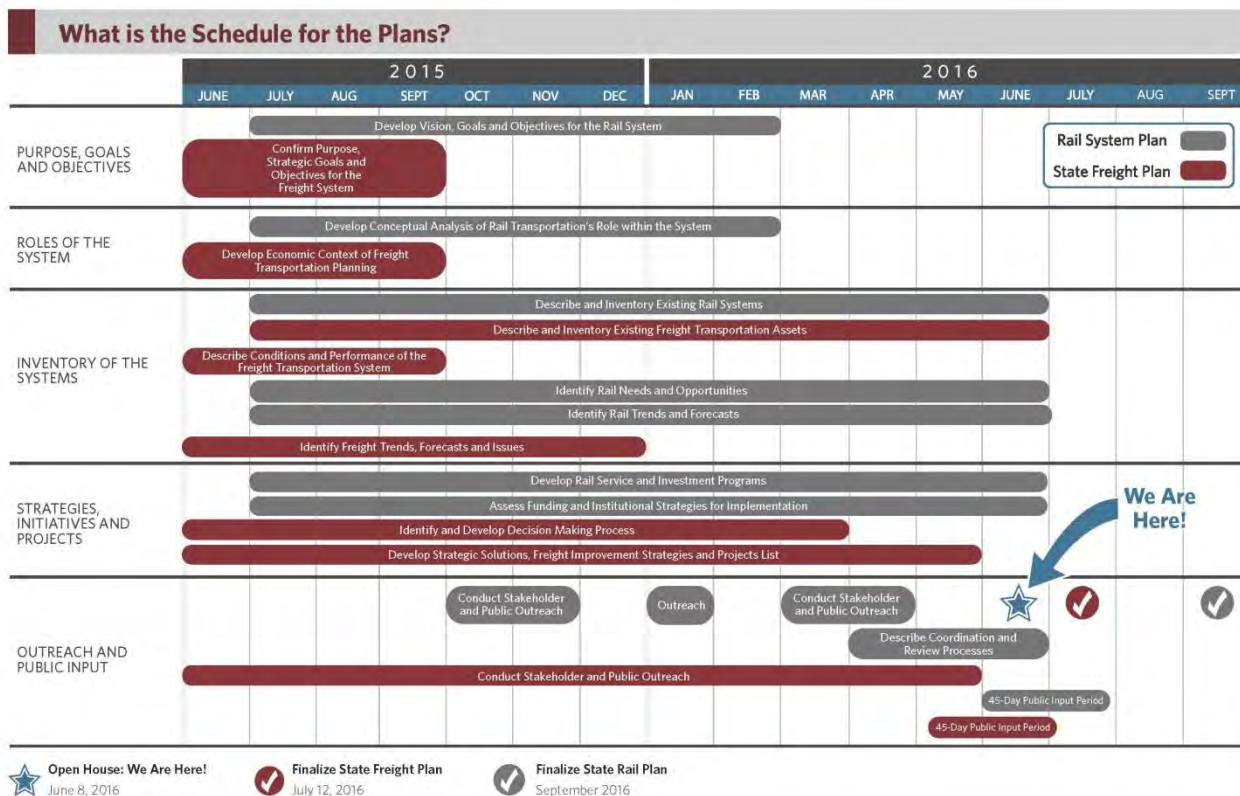 What is the Schedule for the Plans?
2015
2016
JUNE JULY AUG SEPT OCT NOV DEC JAN FEB MAR APR MAY JUNE JULY AUG SEPT
PURPOSE, GOALS
AND OBJECTIVES
Develop Vision, Goals and Objectives for the Rail System
Confirm Purpose,
Strategic Goals and
Objectives for the
Freight System
Rail System Plan
State Freight Plan
ROLES OF THE
SYSTEM
Develop Conceptual Analysis of Rail Transportation's Role within the System
Develop Economic Context of Freight
Transportation Planning
INVENTORY OF THE
SYSTEMS
Describe and Inventory Existing Rail Systems
Describe and Inventory Existing Freight Transportation Assets
Describe Conditions and Performance of the
Freight Transportation System
Identify Rail Needs and Opportunities
Identify Rail Trends and Forecasts
Identify Freight Trends, Forecasts and Issues
STRATEGIES,
INITIATIVES AND
PROJECTS
Develop Rail Service and Investment Programs
Assess Funding and Institutional Strategies for Implementation
Identify and Develop Decision Making Process
Develop Strategic Solutions, Freight Improvement Strategies and Projects List
We Are
Here!
OUTREACH AND
PUBLIC INPUT
Conduct Stakeholder
and Public Outreach
Outreach
Conduct Stakeholder
and Public Outreach
Describe Coordination and
Review Processes
Conduct Stakeholder and Public Outreach
45-Day Public Input Period
45-Day Public Input Period
Open House: We Are Here!
June 8, 2016
Finalize State Freight Plan
July 12, 2016
Finalize State Rail Plan
September 2016